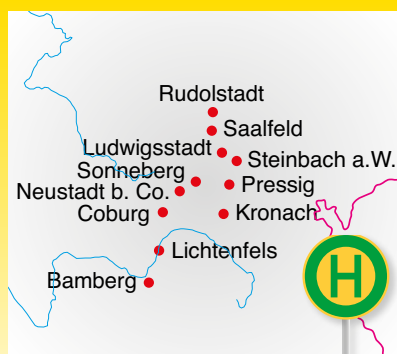 Rudolstadt
Saalfeld
Ludwigsstadt
Steinbach a.W.
Sonneberg
Neustadt b. Co.
Pressig
Coburg
Kronach
Lichtenfels
Bamberg
H